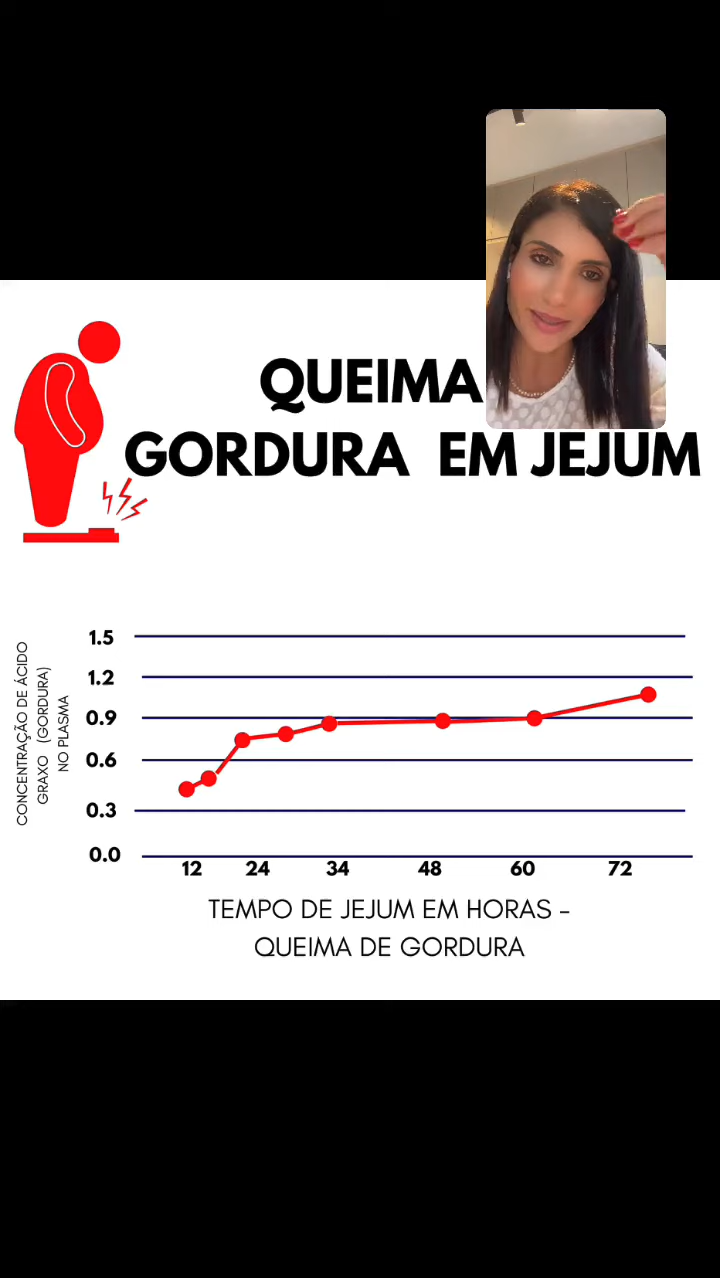 QUEIMA
GORDURA EM JEJUM
CONCENTRAÇÃO DE ÁCIDO
GRAXO (GORDURA)
NO PLASMA
1.5
1.2
0.9
0.6
0.3
0.0
12 24 34 48 60 72
TEMPO DE JEJUM EM HORAS -
QUEIMA DE GORDURA